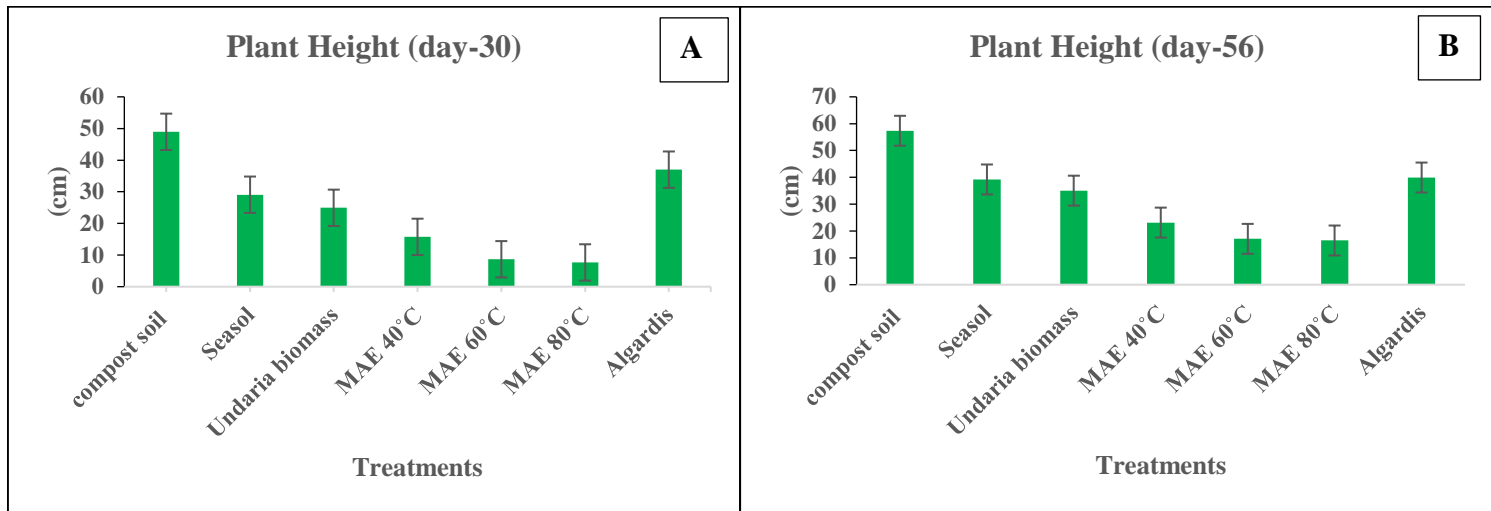 Plant Height (day-30)
A
60
50
40
30
20
10
0
(cm)
compost soil
Seasol
Undaria biomass
MAE 40˚C
MAE 60˚C
MAE 80˚C
Algardis
Treatments
Plant Height (day-56)
B
70
60
50
40
30
20
10
0
(cm)
compost soil
Seasol
Undaria biomass
MAE 40˚C
MAE 60˚C
MAE 80˚C
Algardis
Treatments